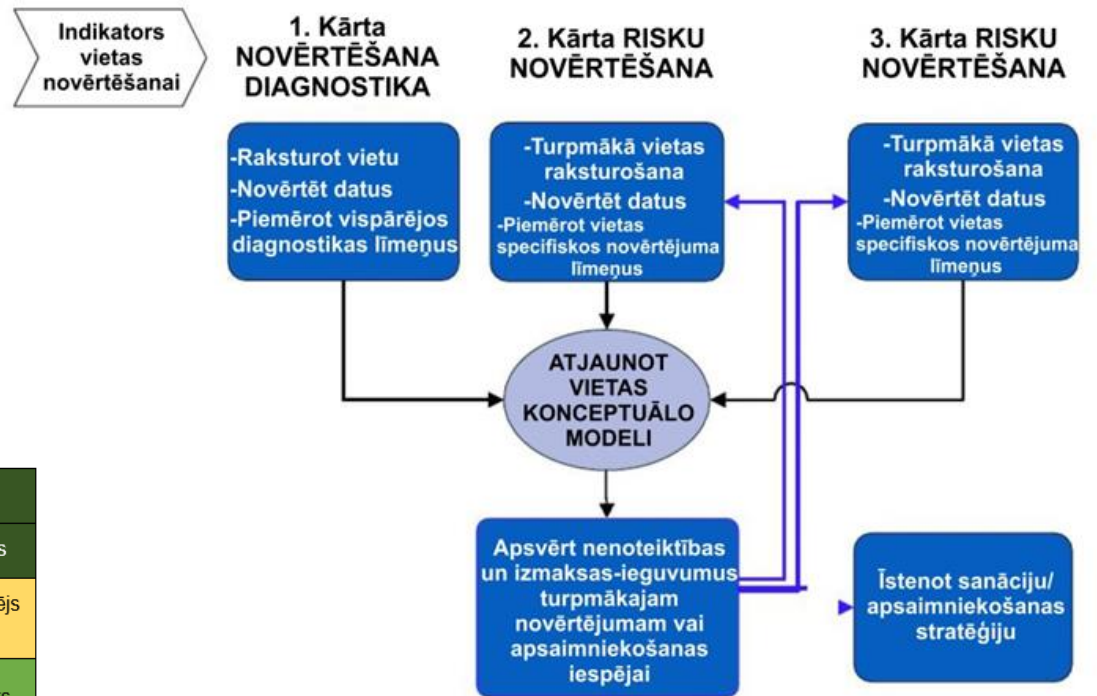 Indikators
vietas
novērtēšanai
1. Kārta
NOVĒRTĒŠANA
DIAGNOSTIKA
2. Kārta RISKU
NOVĒRTĒŠANA
3. Kārta RISKU
NOVĒRTĒŠANA
-Raksturot vietu
-Novērtēt datus
-Piemērot vispārējos
diagnostikas līmeņus
-Turpmākā vietas
raksturošana
-Novērtēt datus
-Piemērot vietas
specifiskos novērtējuma
līmeņus
-Turpmākā vietas
raksturošana
-Novērtēt datus
-Piemērot vietas
specifiskos novērtējuma
līmeņus
ATJAUNOT
VIETAS
KONCEPTUĀLO
MODELI
Apsvērt nenoteiktības
un izmaksas-ieguvumus
turpmākajam
novērtējumam vai
apsaimniekošanas
iespējai
Īstenot sanāciju/
apsaimniekošanas
stratēģiju